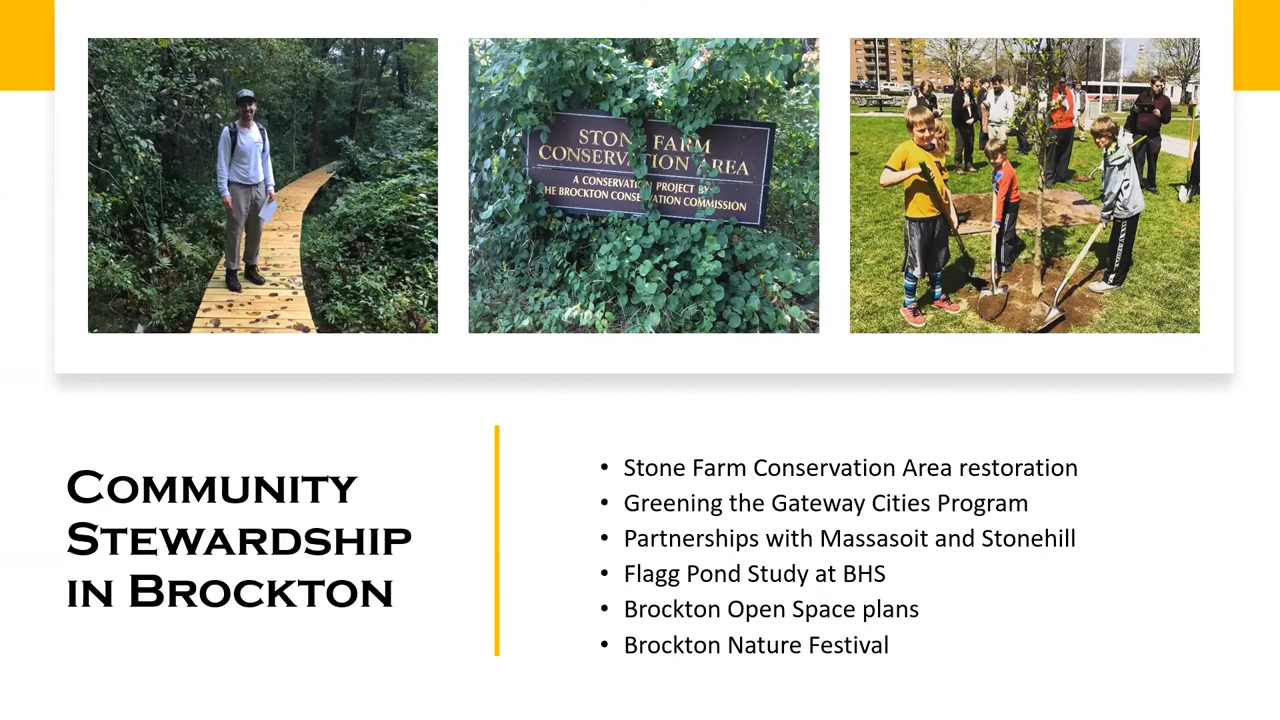 STONE FARM
CONSERVATION AREA
A CONSERVATION PROJECT BY
THE BROCKTON CONSERVATION COMMISSION
COMMUNITY
STEWARDSHIP
IN BROCKTON
• Stone Farm Conservation Area restoration
• Greening the Gateway Cities Program
• Partnerships with Massasoit and Stonehill
• Flagg Pond Study at BHS
• Brockton Open Space plans
• Brockton Nature Festival